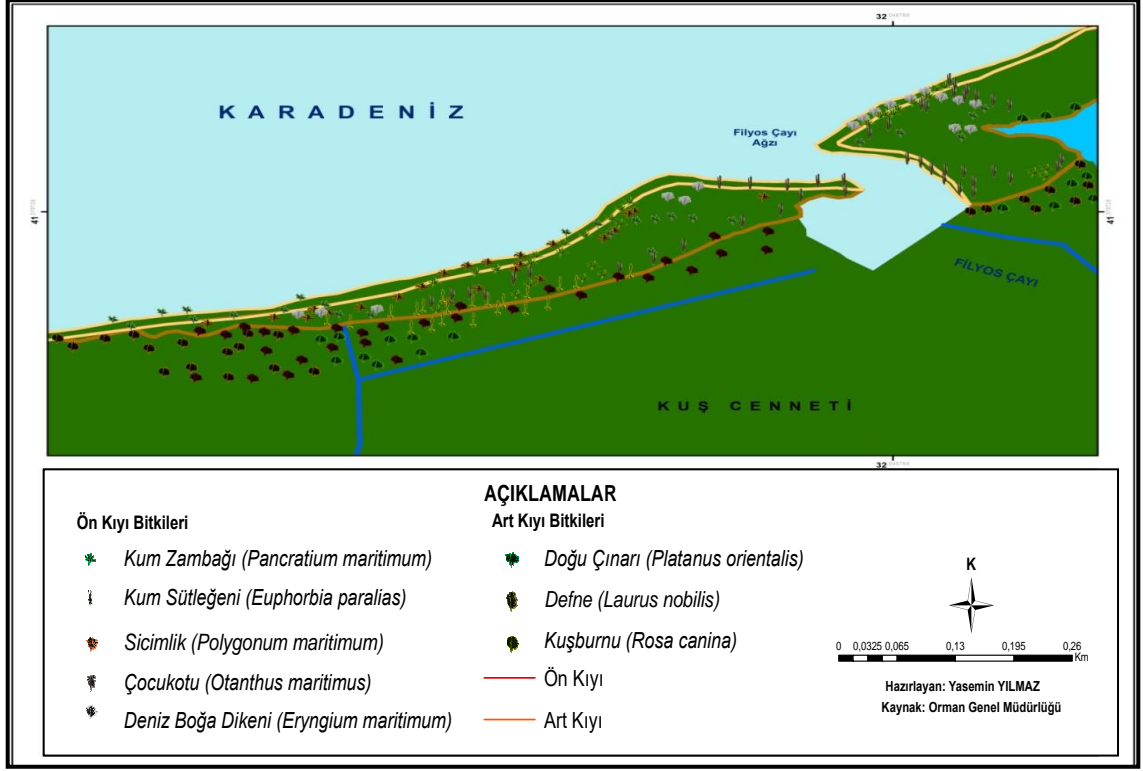 32
KARADENİZ
Filyos Çayı
Ağzı
41
41
FİLYOS ÇAYI
KUŞ CENNETİ
32
AÇIKLAMALAR
Ön Kıyı Bitkileri
Kum Zambağı (Pancratium maritimum)
Kum Sütleğeni (Euphorbia paralias)
Sicimlik (Polygonum maritimum)
Çocukotu (Otanthus maritimus)
Deniz Boğa Dikeni (Eryngium maritimum)
Art Kıyı Bitkileri
Doğu Çınarı (Platanus orientalis)
Defne (Laurus nobilis)
Kuşburnu (Rosa canina)
Ön Kıyı
Art Kıyı
K
0 0,0325 0,065 0,13 0,195 0,26
Km
Hazırlayan: Yasemin YILMAZ
Kaynak: Orman Genel Müdürlüğü